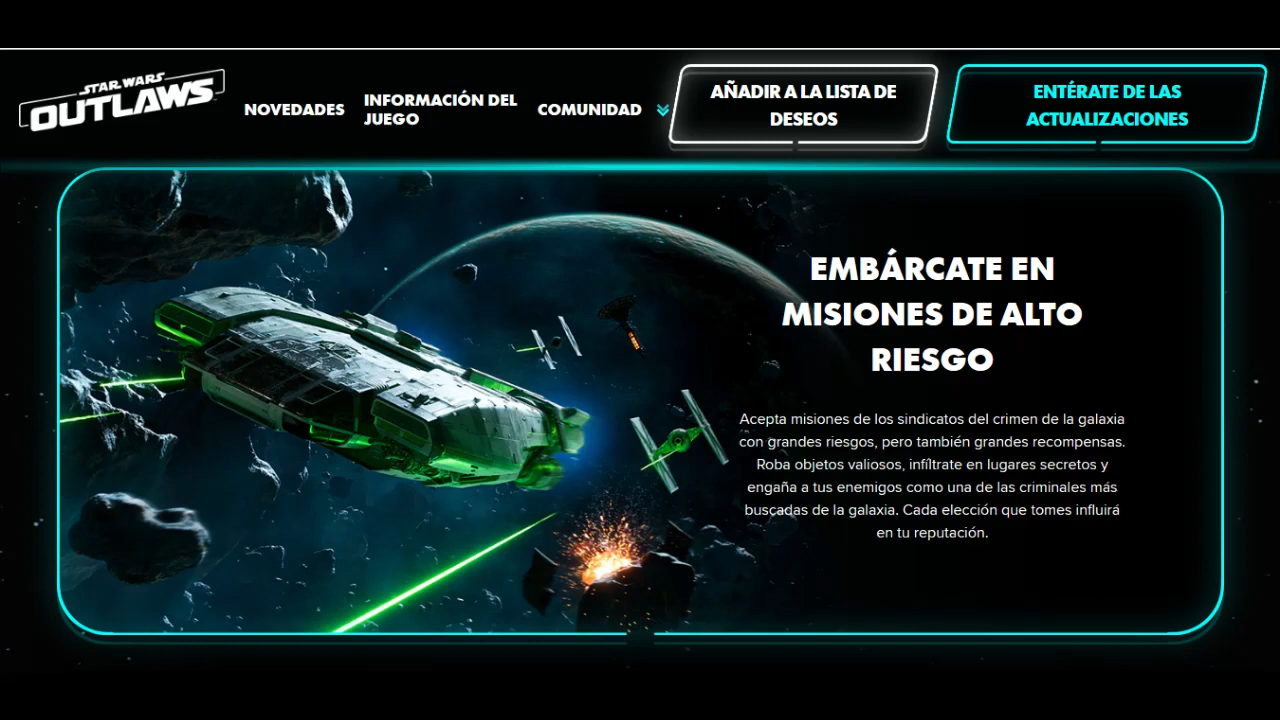 STAR WARS
OUTLAWS
NOVEDADES
INFORMACIÓN DEL
JUEGO
COMUNIDAD
AÑADIR A LA LISTA DE
DESEOS
ENTÉRATE DE LAS
ACTUALIZACIONES
EMBÁRCATE EN
MISIONES DE ALTO
RIESGO
Acepta misiones de los sindicatos del crimen de la galaxia
con grandes riesgos, pero también grandes recompensas.
Roba objetos valiosos, infíltrate en lugares secretos y
engaña a tus enemigos como una de las criminales más
buscadas de la galaxia. Cada elección que tomes influirá
en tu reputación.